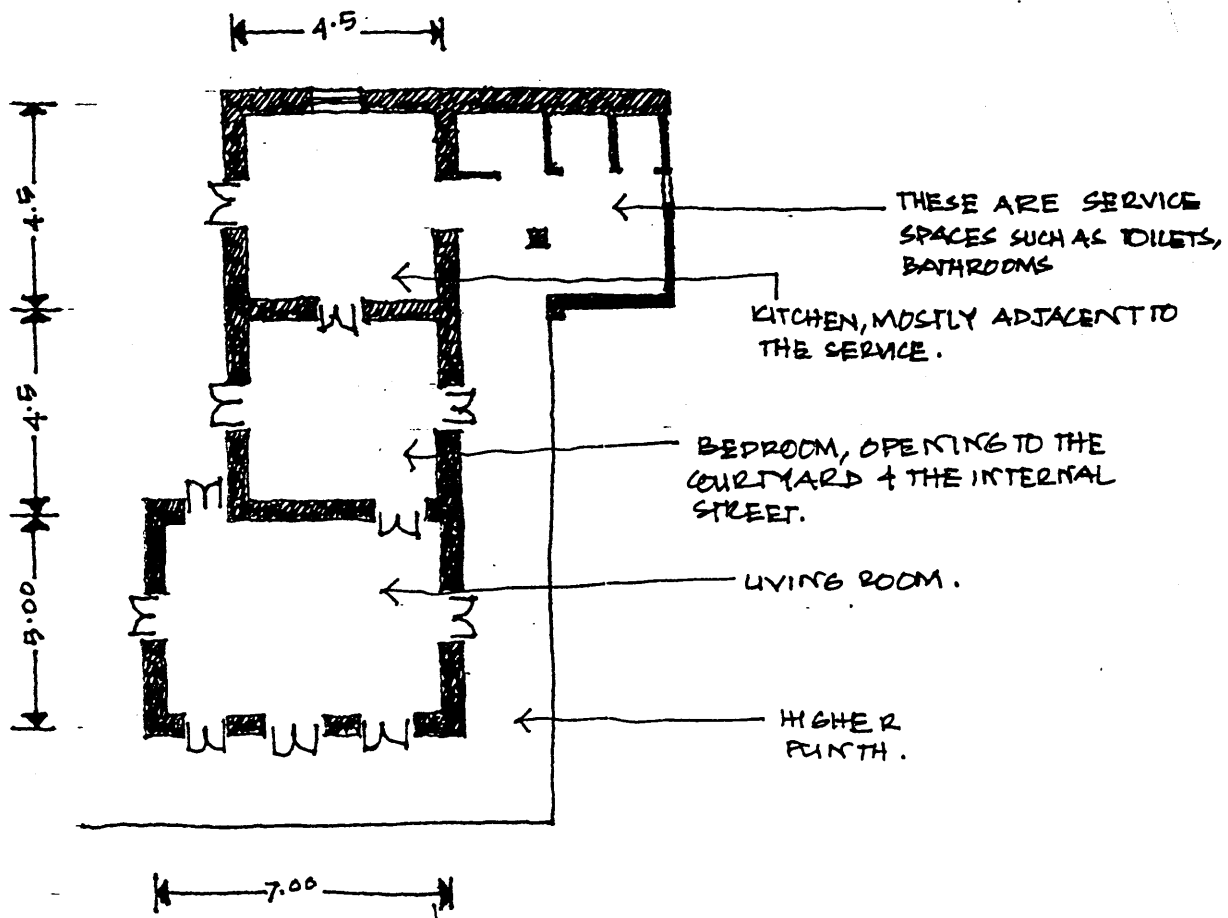 4.5
4.5
4.5
5.00
7.00
THESE ARE SERVICE
SPACES SUCH AS TOILETS,
BATHROOMS
KITCHEN, MOSTLY ADJACENT TO
THE SERVICE.
BEDROOM, OPENING TO THE
COURTYARD & THE INTERNAL
STREET.
LIVING ROOM.
HIGHER
PLINTH.